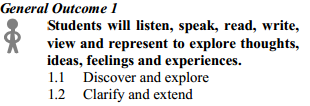 General Outcome 1
Students will listen, speak, read, write,
view and represent to explore thoughts,
ideas, feelings and experiences.
1.1 Discover and explore
1.2 Clarify and extend